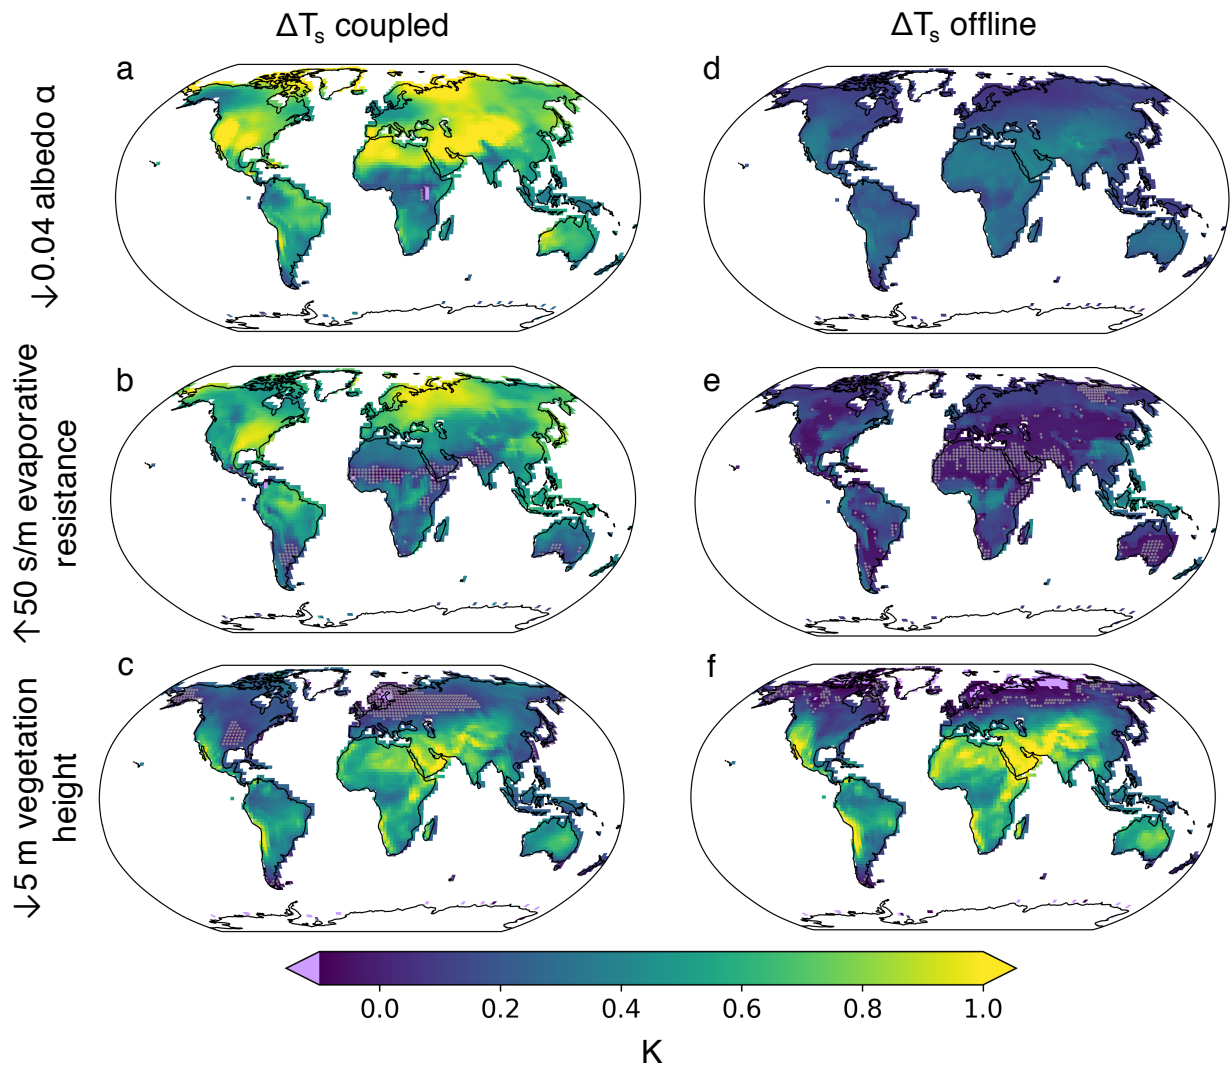 ΔTₛ coupled
ΔTₛ offline
↓0.04 albedo α
a
d
↑50 s/m evaporative
resistance
b
e
↓5 m vegetation
height
c
f
0.0 0.2 0.4 0.6 0.8 1.0
K